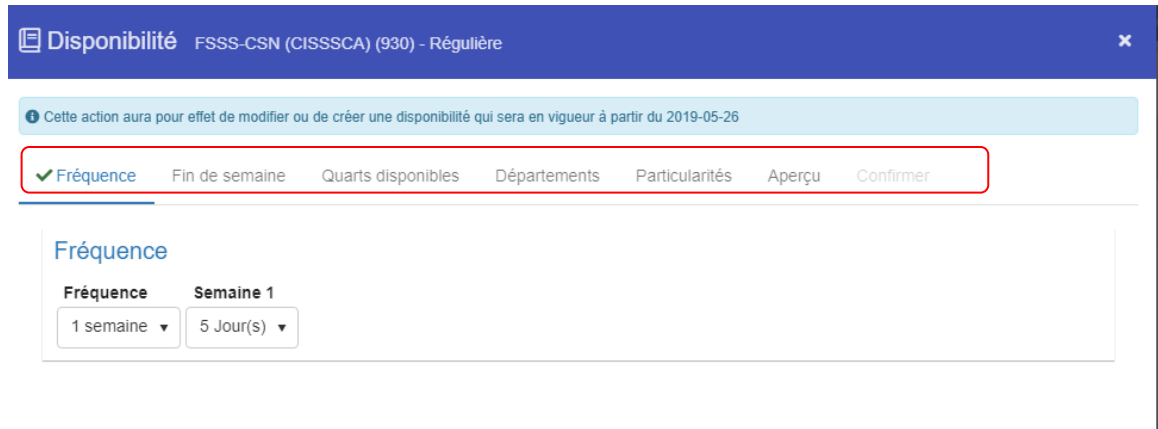 Disponibilité FSSS-CSN (CISSSCA) (930) - Régulière
Cette action aura pour effet de modifier ou de créer une disponibilité qui sera en vigueur à partir du 2019-05-26
Fréquence Fin de semaine Quarts disponibles Départements Particularités Aperçu Confirmer
Fréquence
Fréquence Semaine 1
1 semaine 5 Jour(s)